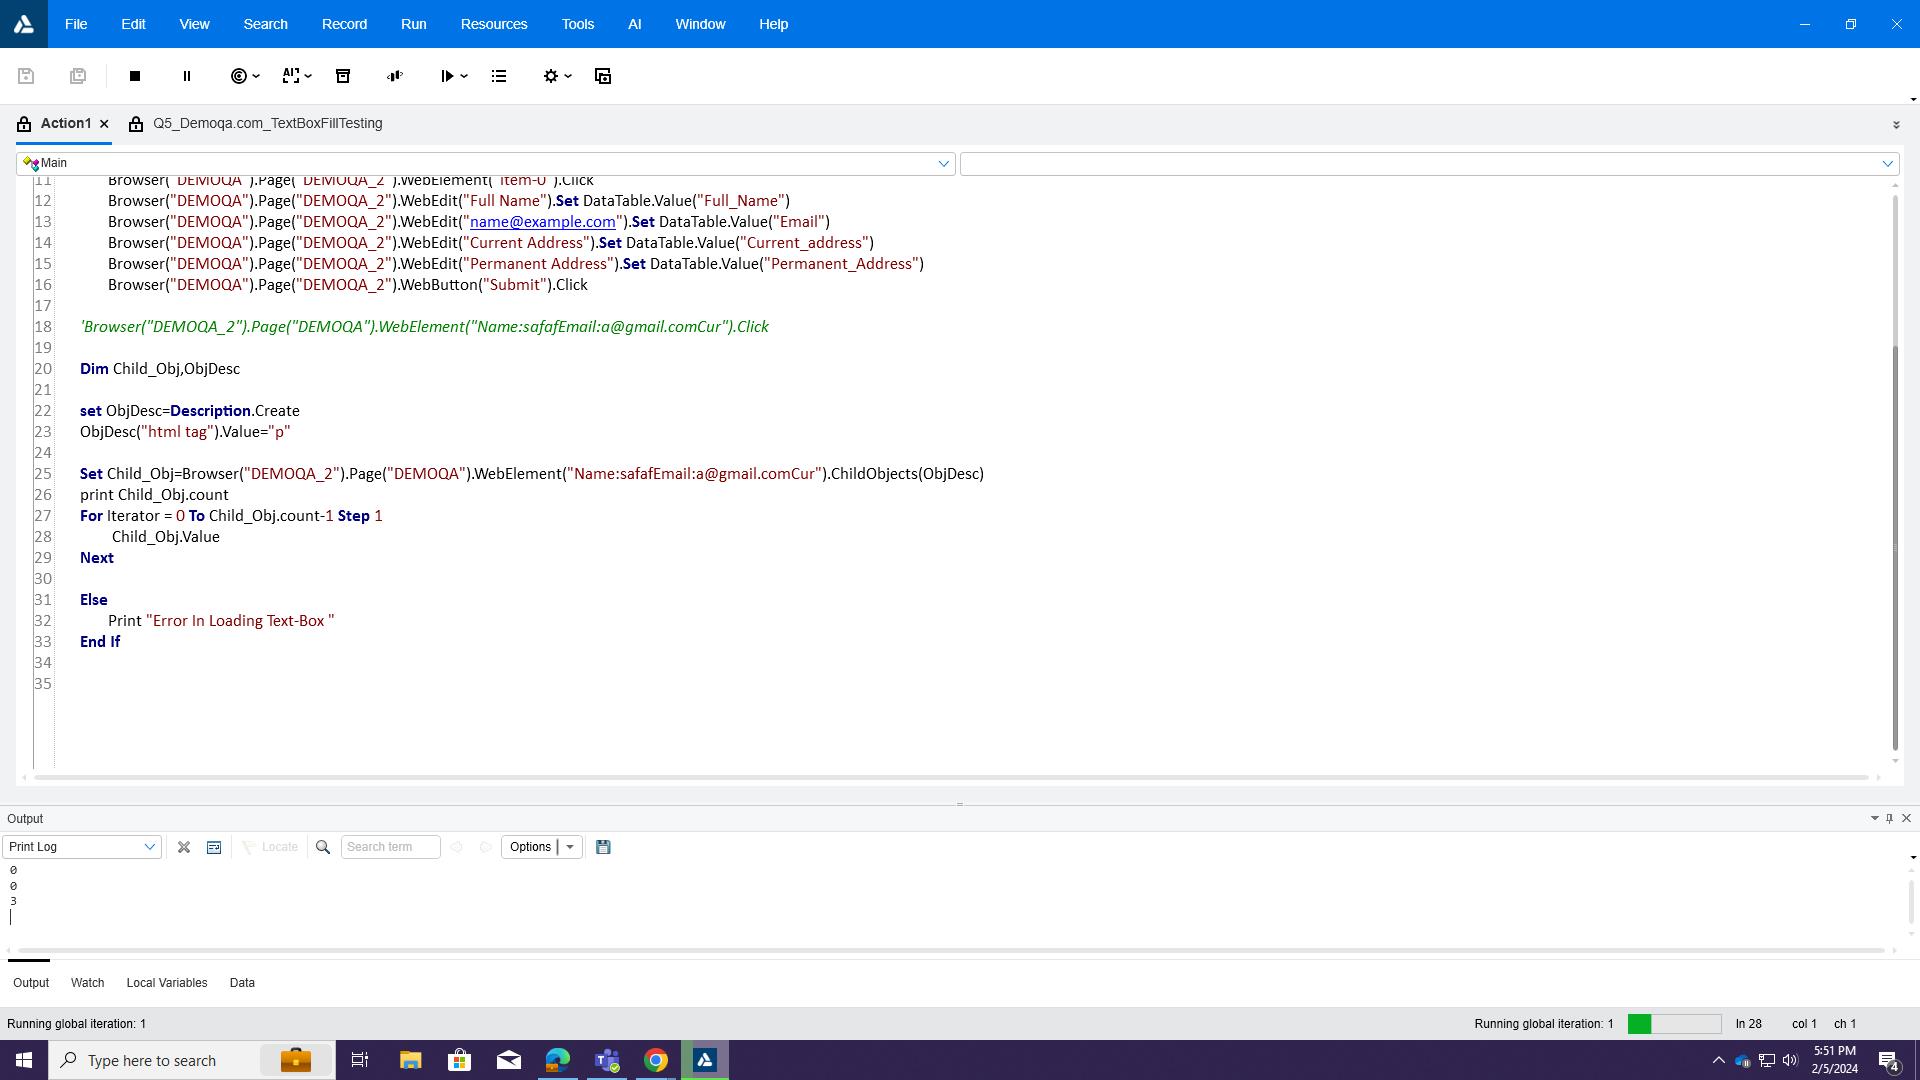 File Edit View Search Record Run Resources Tools AI Window Help
Action1 Q5_Demoqa.com_TextBoxFillTesting
Main
11 Browser("DEMOQA").Page("DEMOQA_2").WebElement("item-0").Click
12 Browser("DEMOQA").Page("DEMOQA_2").WebEdit("Full Name").Set DataTable.Value("Full_Name")
13 Browser("DEMOQA").Page("DEMOQA_2").WebEdit("name@example.com").Set DataTable.Value("Email")
14 Browser("DEMOQA").Page("DEMOQA_2").WebEdit("Current Address").Set DataTable.Value("Current_address")
15 Browser("DEMOQA").Page("DEMOQA_2").WebEdit("Permanent Address").Set DataTable.Value("Permanent_Address")
16 Browser("DEMOQA").Page("DEMOQA_2").WebButton("Submit").Click
17
18 'Browser("DEMOQA_2").Page("DEMOQA").WebElement("Name:safafEmail:a@gmail.comCur").Click
19
20 Dim Child_Obj,ObjDesc
21
22 set ObjDesc=Description.Create
23 ObjDesc("html tag").Value="p"
24
25 Set Child_Obj=Browser("DEMOQA_2").Page("DEMOQA").WebElement("Name:safafEmail:a@gmail.comCur").ChildObjects(ObjDesc)
26 print Child_Obj.count
27 For Iterator = 0 To Child_Obj.count-1 Step 1
28 Child_Obj.Value
29 Next
30
31 Else
32 Print "Error In Loading Text-Box "
33 End If
34
35
Output
Print Log Locate Search term Options
0
0
3
Output Watch Local Variables Data
Running global iteration: 1 Running global iteration: 1 ln 28 col 1 ch 1
Type here to search 5:51 PM
2/5/2024 4